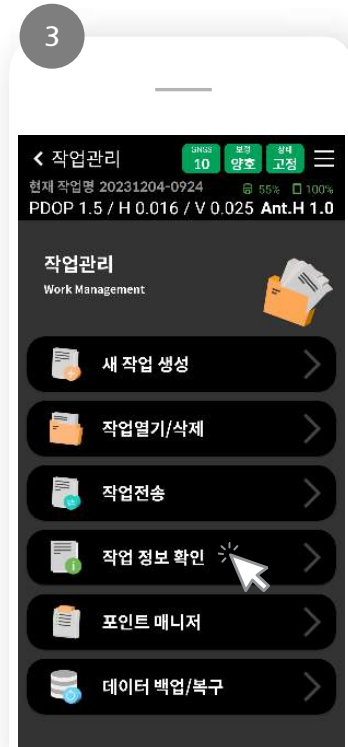 3
작업관리
GNSS 보정 상태
10 양호 고정
현재 작업명 20231204-0924 55% 100%
PDOP 1.5 / H 0.016 / V 0.025 Ant.H 1.0
작업관리
Work Management
새 작업 생성
작업열기/삭제
작업전송
작업 정보 확인
포인트 매니저
데이터 백업/복구